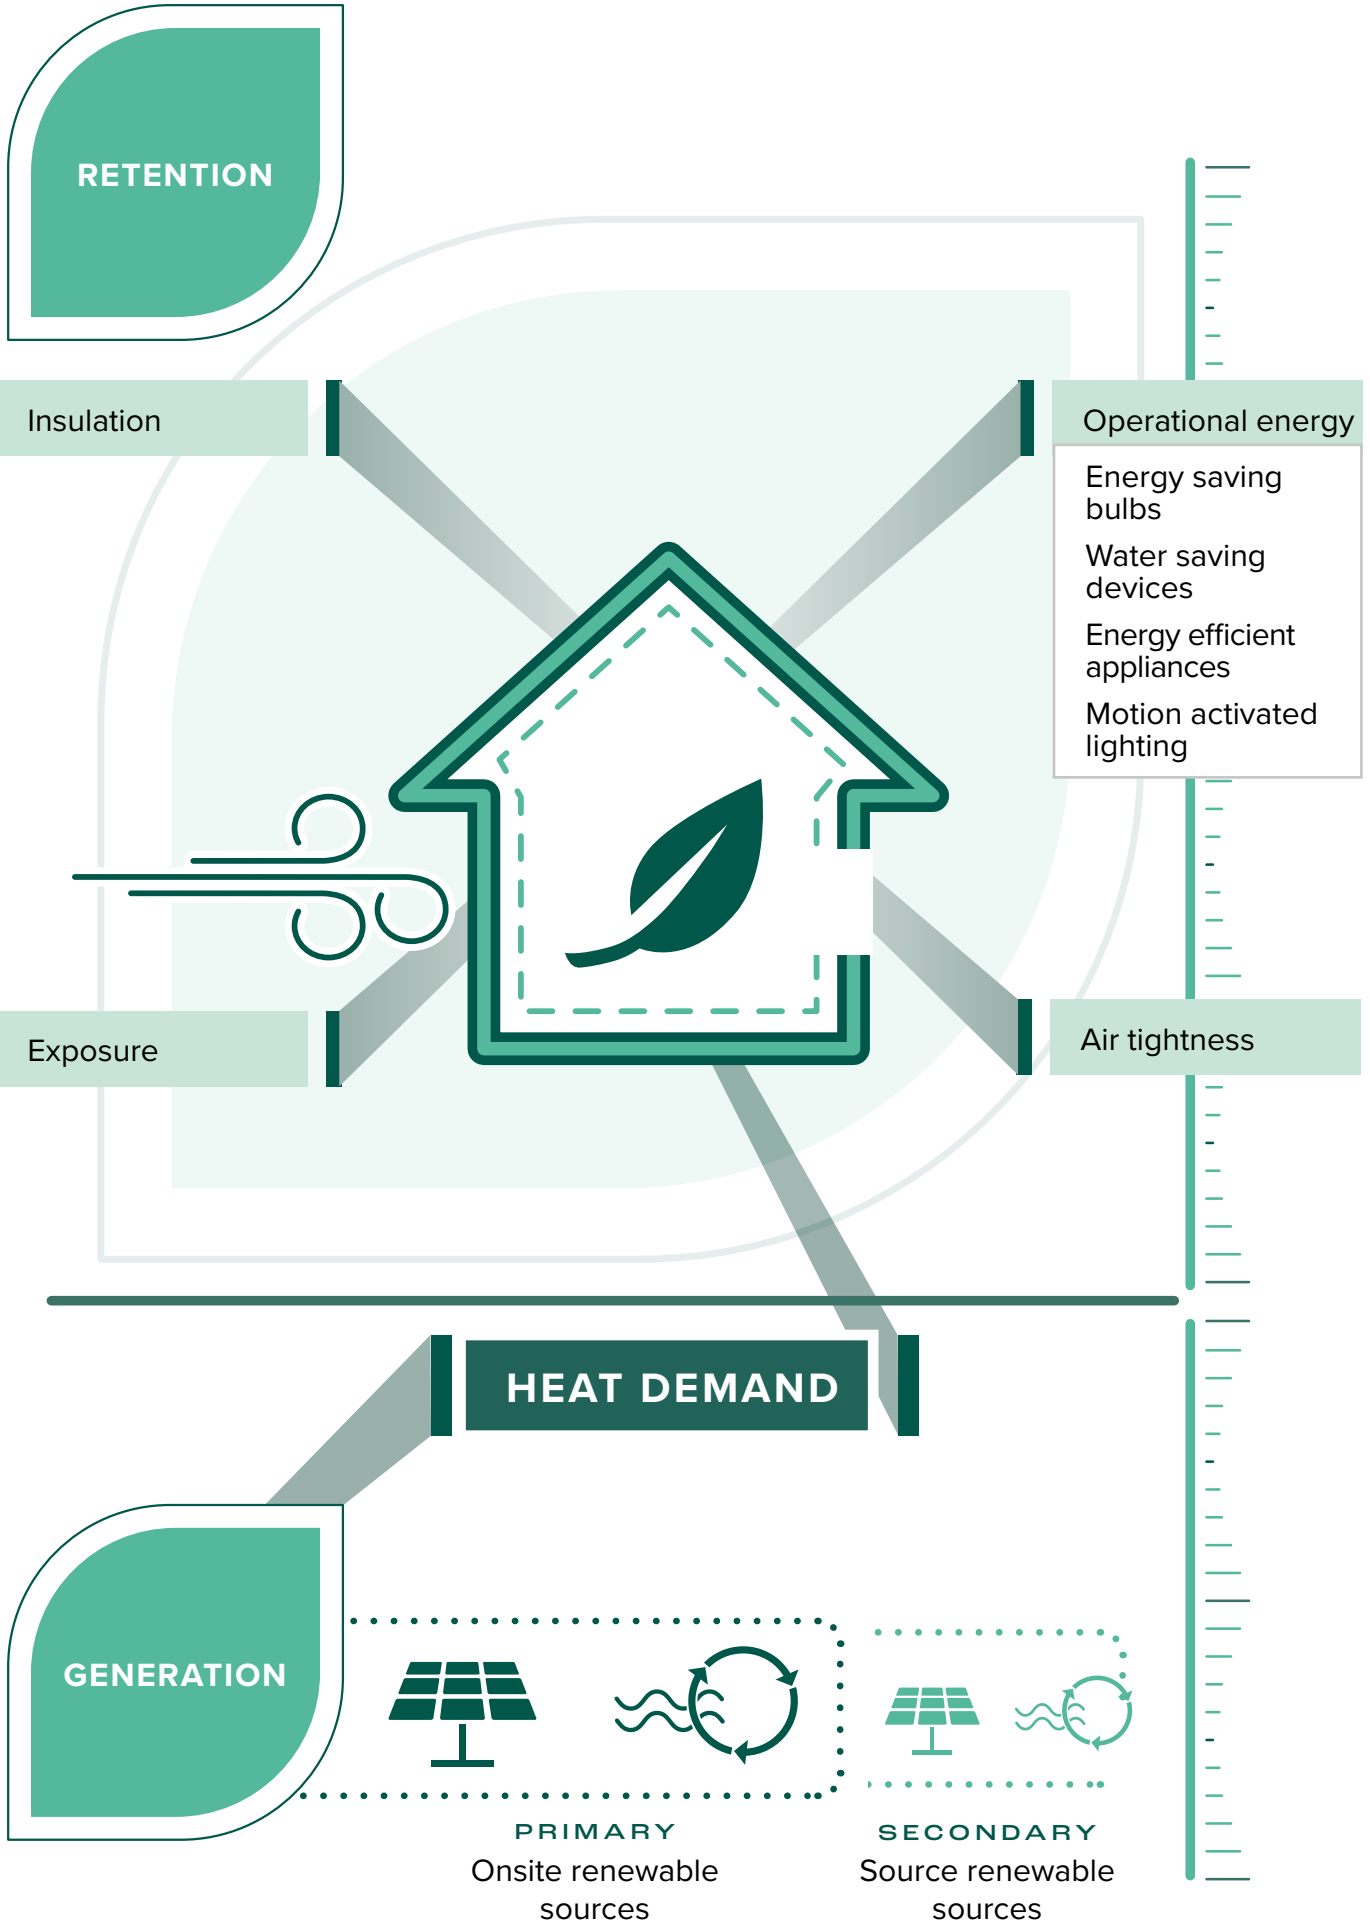 RETENTION
Insulation
Operational energy
Energy saving
bulbs
Water saving
devices
Energy efficient
appliances
Motion activated
lighting
Exposure
Air tightness
HEAT DEMAND
GENERATION
PRIMARY
Onsite renewable
sources
SECONDARY
Source renewable
sources